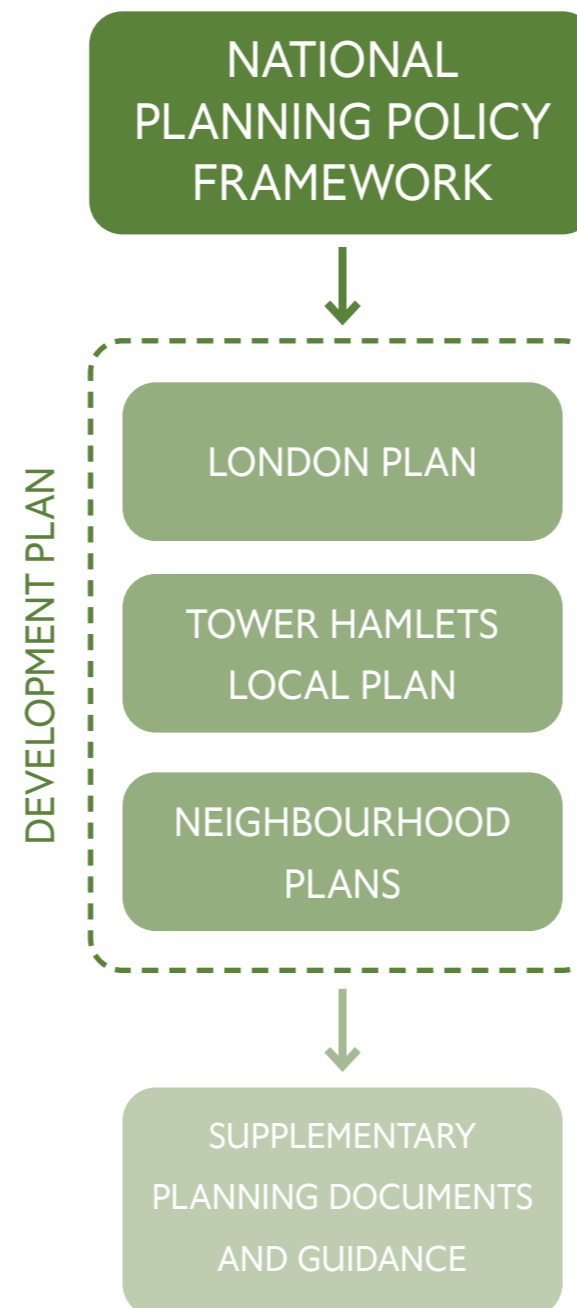 NATIONAL
PLANNING POLICY
FRAMEWORK
DEVELOPMENT PLAN
LONDON PLAN
TOWER HAMLETS
LOCAL PLAN
NEIGHBOURHOOD
PLANS
SUPPLEMENTARY
PLANNING DOCUMENTS
AND GUIDANCE